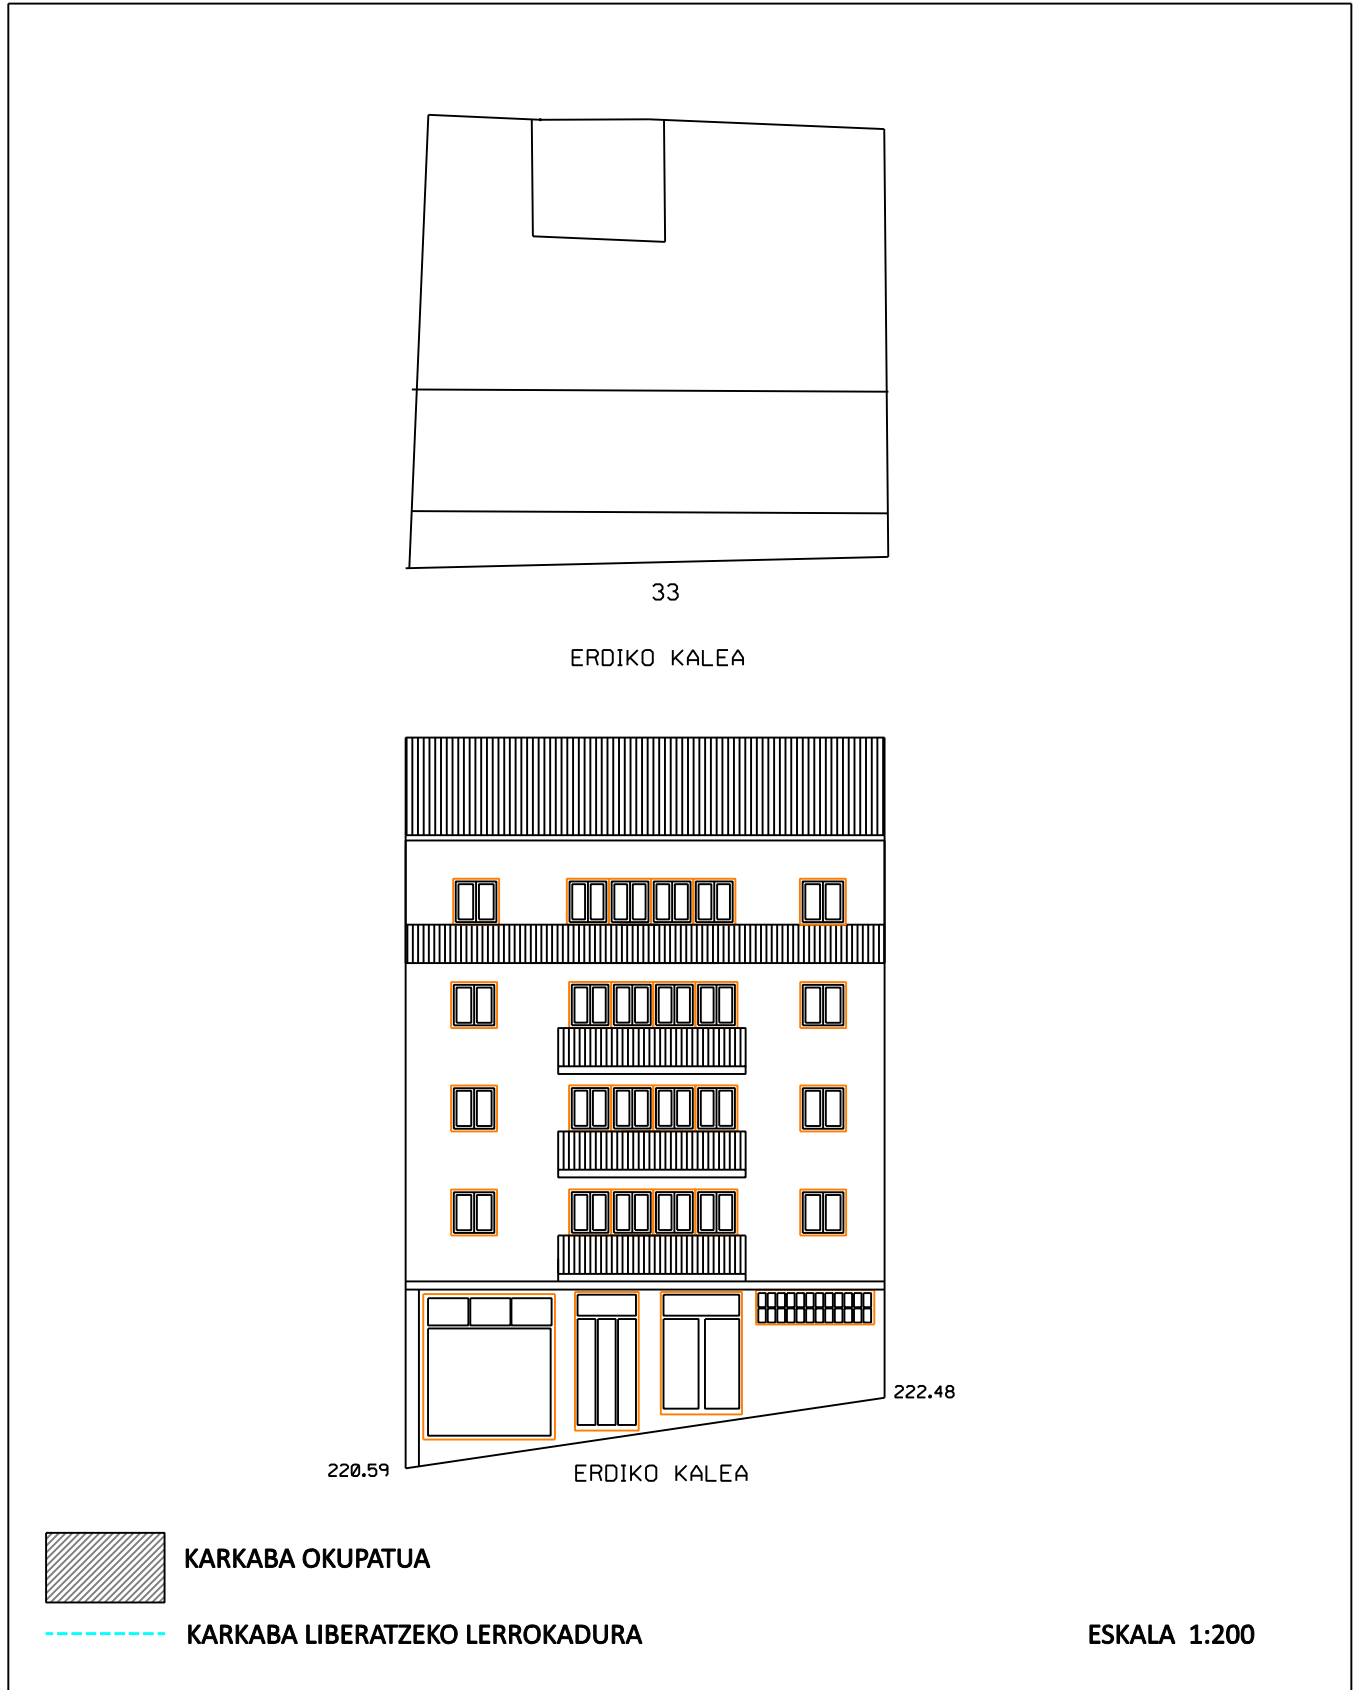 33
ERDIKO KALEA
222.48
220.59
ERDIKO KALEA
KARKABA OKUPATUA
KARKABA LIBERATZEKO LERROKADURA
ESKALA 1:200